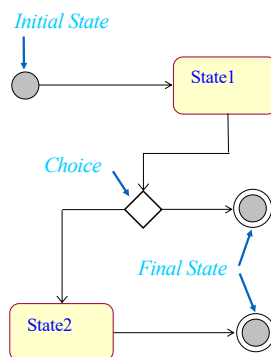 Initial State
State1
Choice
Final State
State2